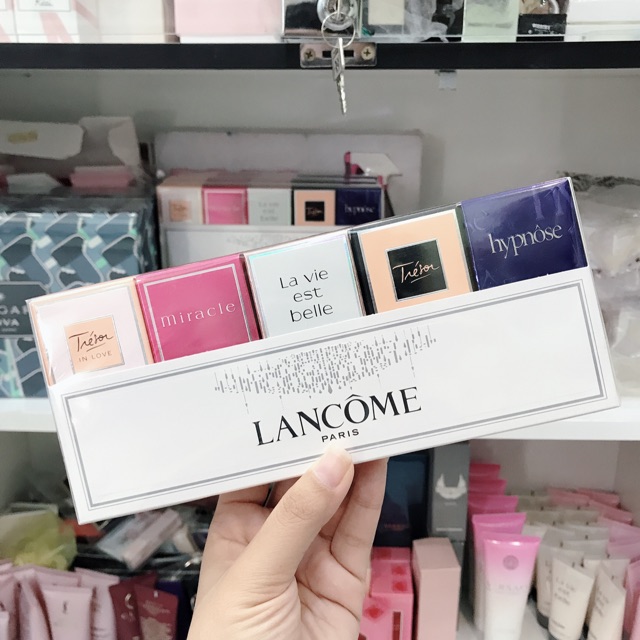 Trésor
IN LOVE
miracle
La vie
est
belle
Trésor
hypnôse
LANCÔME
PARIS